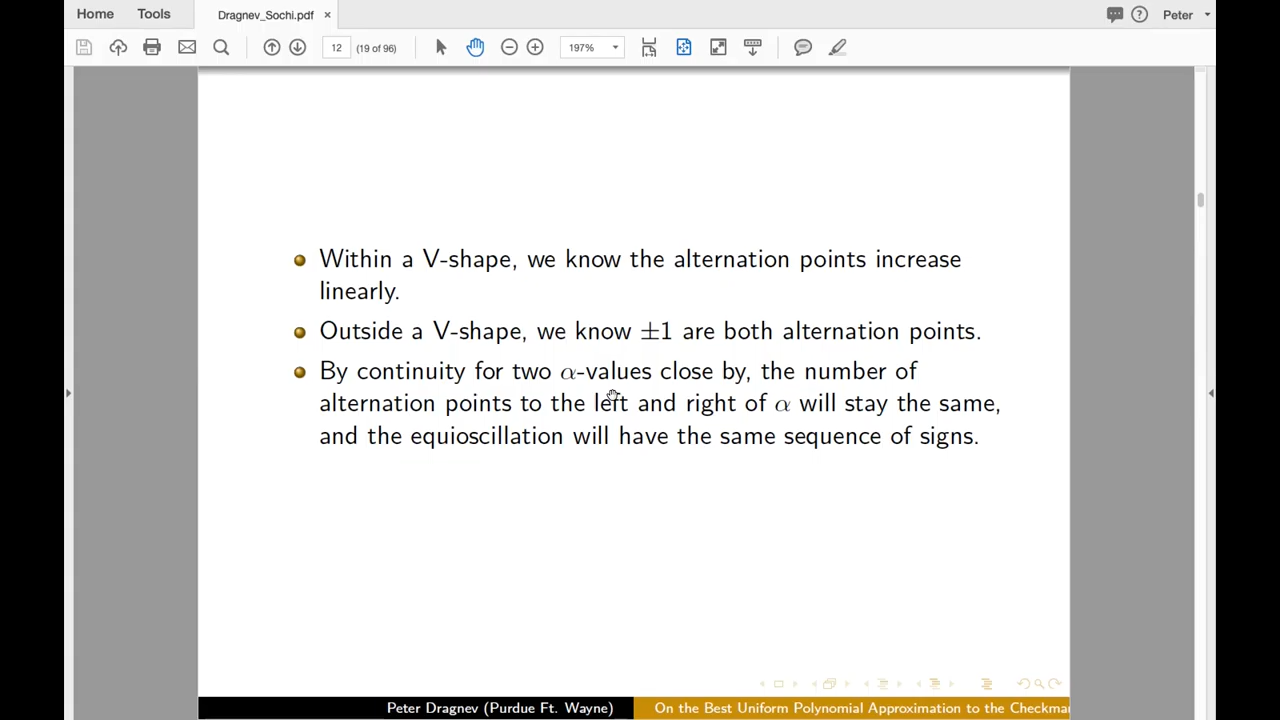 Home Tools Dragnev_Sochi.pdf × Peter
12 (19 of 96) 197%
Within a V-shape, we know the alternation points increase
linearly.
Outside a V-shape, we know ±1 are both alternation points.
By continuity for two α-values close by, the number of
alternation points to the left and right of α will stay the same,
and the equioscillation will have the same sequence of signs.
Peter Dragnev (Purdue Ft. Wayne) On the Best Uniform Polynomial Approximation to the Checkma